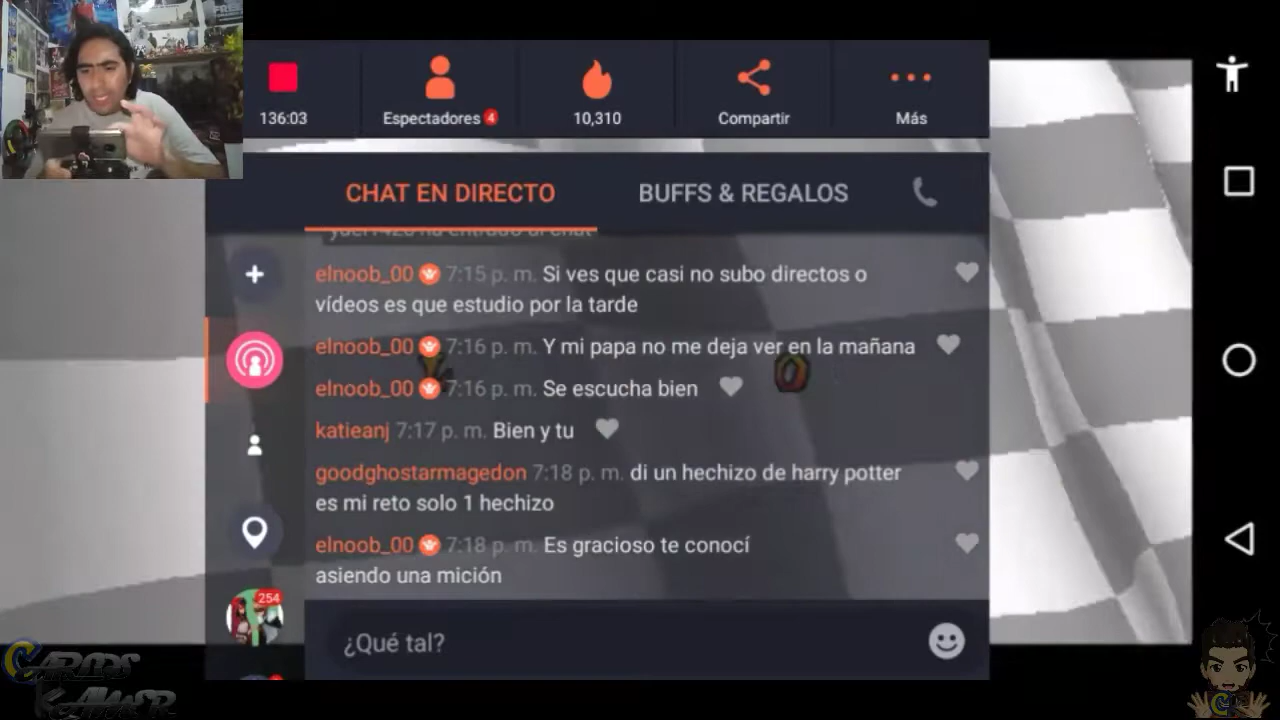 136:03
Espectadores 4
10,310
Compartir
Más
CHAT EN DIRECTO
BUFFS & REGALOS
ha entrado al chat
elnoob_00 7:15 p. m. Si ves que casi no subo directos o
vídeos es que estudio por la tarde
elnoob_00 7:16 p. m. Y mi papa no me deja ver en la mañana
elnoob_00 7:16 p. m. Se escucha bien
katieanj 7:17 p. m. Bien y tu
goodghostarmagedon 7:18 p. m. di un hechizo de harry potter
es mi reto solo 1 hechizo
elnoob_00 7:18 p. m. Es gracioso te conocí
asiendo una mición
254
¿Qué tal?